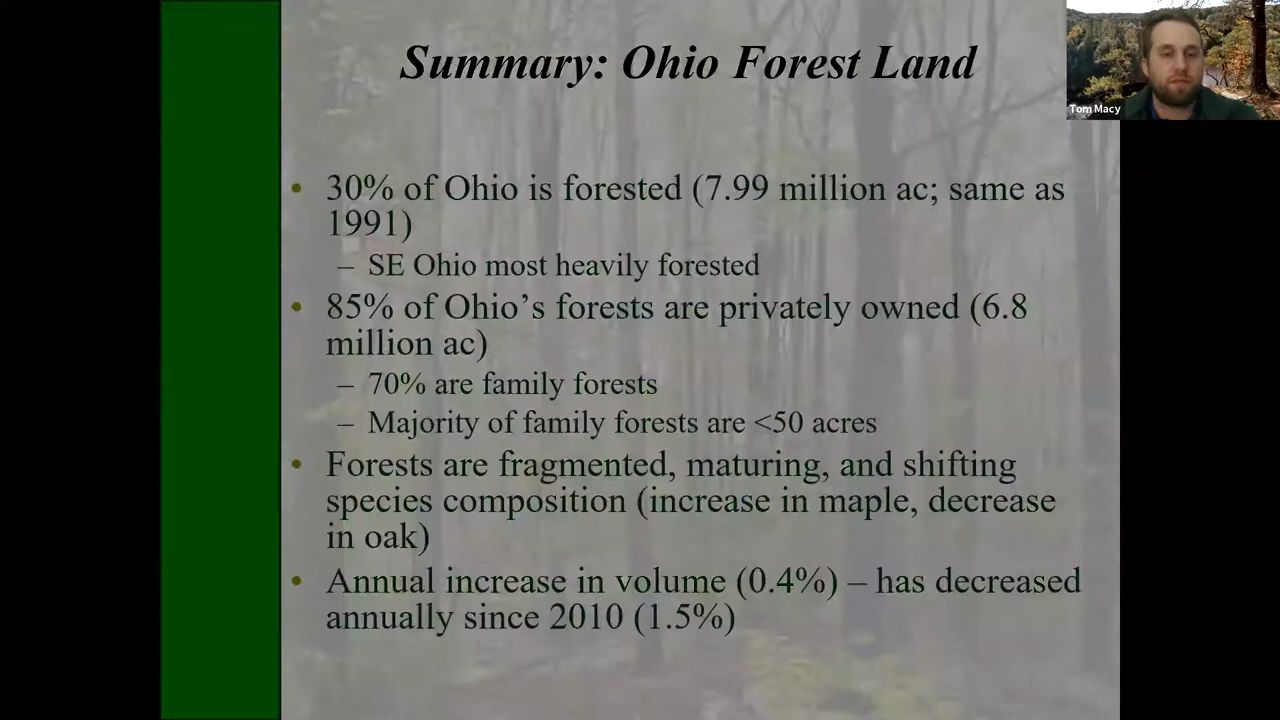 Summary: Ohio Forest Land
Tom Macy
• 30% of Ohio is forested (7.99 million ac; same as
1991)
– SE Ohio most heavily forested
• 85% of Ohio’s forests are privately owned (6.8
million ac)
– 70% are family forests
– Majority of family forests are <50 acres
• Forests are fragmented, maturing, and shifting
species composition (increase in maple, decrease
in oak)
• Annual increase in volume (0.4%) – has decreased
annually since 2010 (1.5%)